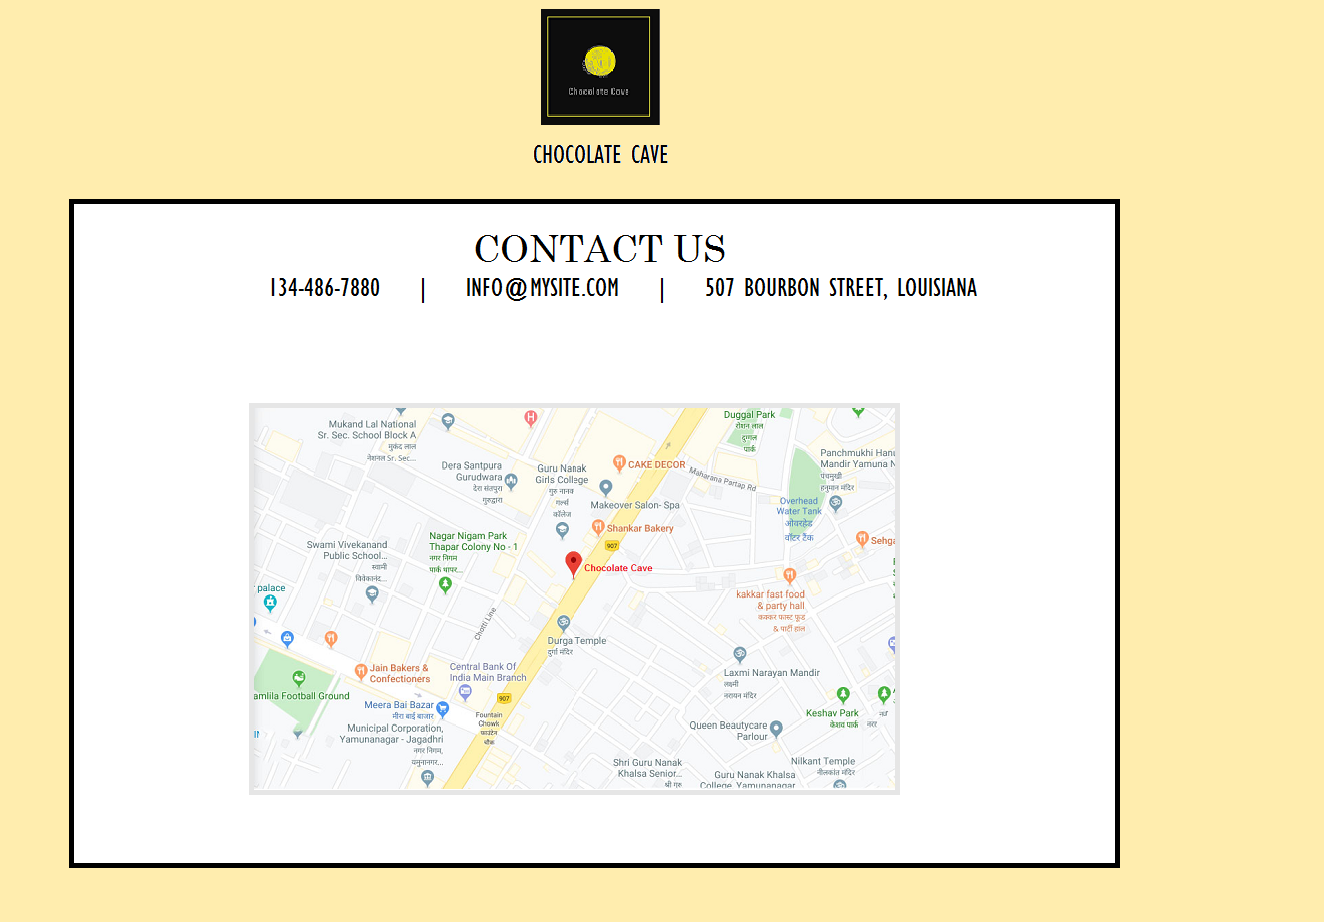 Chocolate Cave
CHOCOLATE CAVE
CONTACT US
134-486-7880 | INFO@MYSITE.COM | 507 BOURBON STREET, LOUISIANA
Duggal Park
रोशन लाल
दुग्गल
पार्क
Mukand Lal National
Sr. Sec. School Block A
मुकंद लाल
नेशनल Sr. Sec...
H
Dera Santpura
Gurudwara
डेरा संतपुरा
गुरुद्वारा
Guru Nanak
Girls College
गुरु नानक
गर्ल्स
कॉलेज
CAKE DECOR
Maharana Partap Rd
Panchmukhi Hanu
Mandir Yamuna N
पंचमुखी
हनुमान मंदिर
Makeover Salon- Spa
Overhead
Water Tank
ओवरहेड
वॉटर टैंक
Shankar Bakery
907
Sehga
Nagar Nigam Park
Thapar Colony No - 1
नगर निगम
पार्क थापर...
Swami Vivekanand
Public School...
स्वामी
विवेकानंद...
Chocolate Cave
palace
kakkar fast food
& party hall
कक्कर फास्ट फूड
& पार्टी हाल
Chotti Line
Durga Temple
दुर्गा मंदिर
Jain Bakers &
Confectioners
Central Bank Of
India Main Branch
Laxmi Narayan Mandir
लक्ष्मी
नारायण मंदिर
amlila Football Ground
907
Meera Bai Bazar
मीरा बाई बाजार
Fountain
Chowk
फाउंटेन
चौक
Keshav Park
केशव पार्क
Municipal Corporation,
Yamunanagar - Jagadhri
नगर निगम,
यमुनानगर...
Queen Beautycare
Parlour
Shri Guru Nanak
Khalsa Senior...
श्री गुरु
Guru Nanak Khalsa
College, Yamunanagar
Nilkant Temple
नीलकांत मंदिर